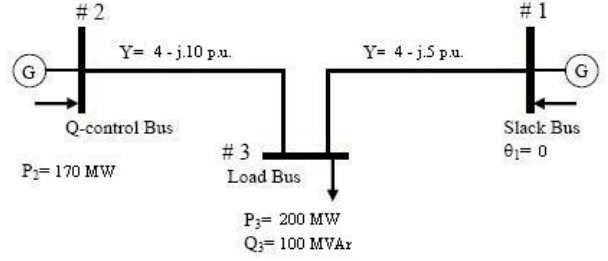 # 2
# 1
Y= 4 - j.10 p.u.
Y= 4 - j.5 p.u.
G
G
Q-control Bus
Slack Bus
θ1= 0
# 3
Load Bus
P2= 170 MW
P3= 200 MW
Q3= 100 MVAr